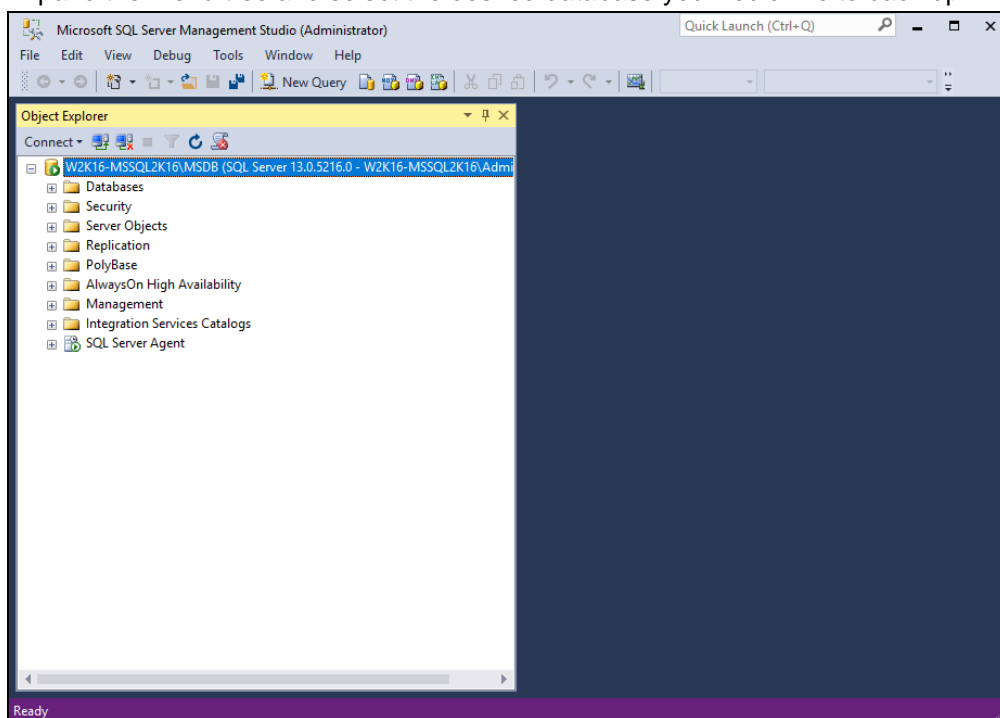 Microsoft SQL Server Management Studio (Administrator)
Quick Launch (Ctrl+Q)
File Edit View Debug Tools Window Help
New Query
Object Explorer
Connect
W2K16-MSSQL2K16\MSDB (SQL Server 13.0.5216.0 - W2K16-MSSQL2K16\Admi
Databases
Security
Server Objects
Replication
PolyBase
AlwaysOn High Availability
Management
Integration Services Catalogs
SQL Server Agent
Ready